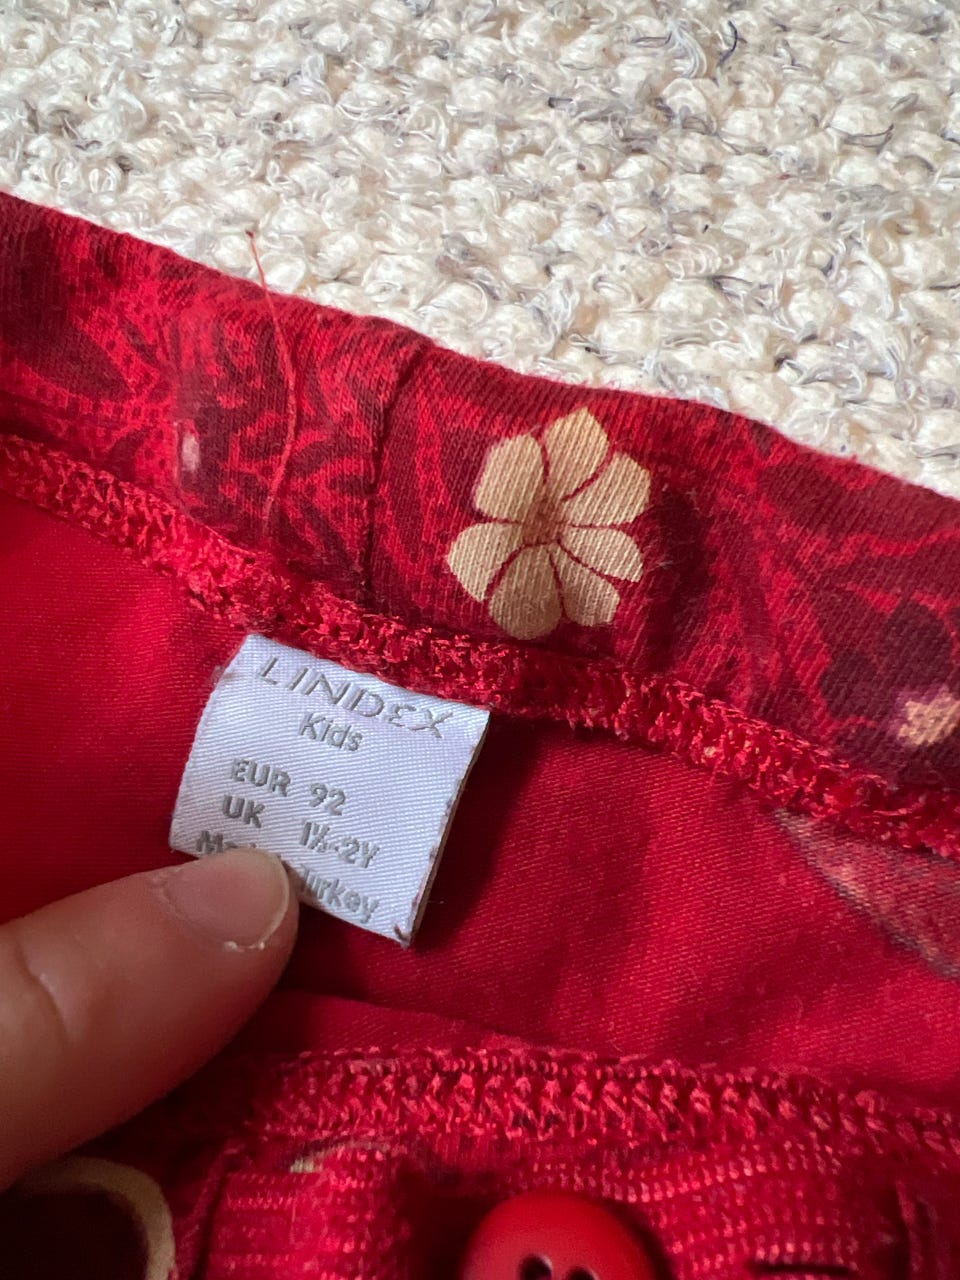 LINDEX
Kids
EUR 92
UK 1½-2Y